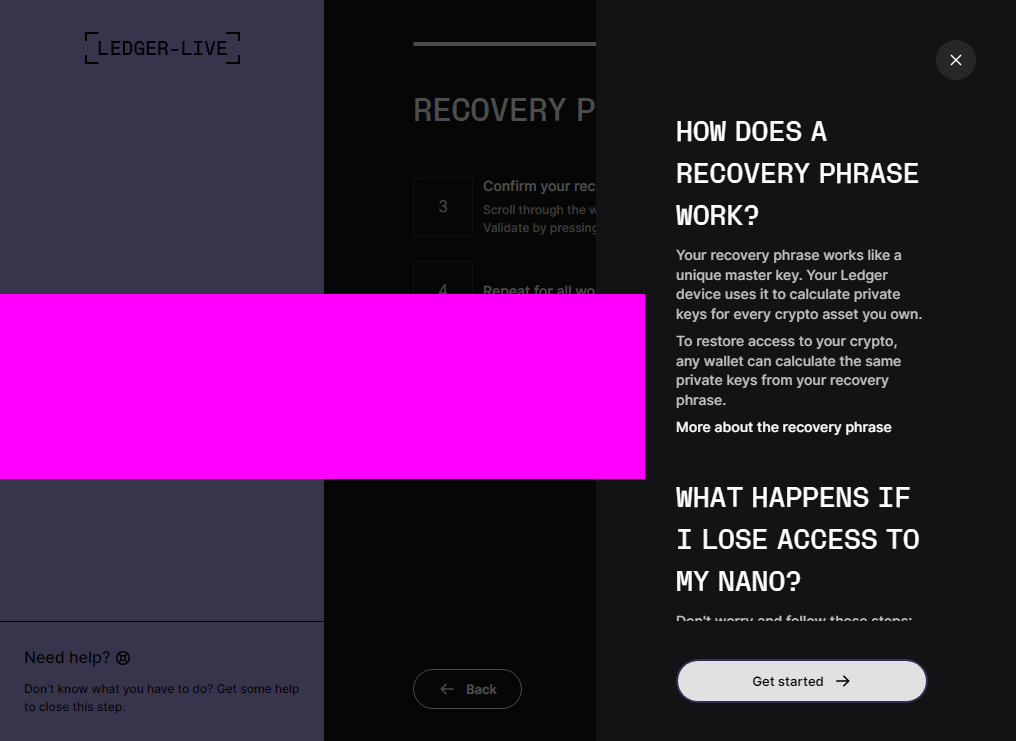 LEDGER-LIVE
RECOVERY P
3
Confirm your rec
Scroll through the w
Validate by pressing
4
Repeat for all wo
Need help?
Don't know what you have to do? Get some help
to close this step.
Back
HOW DOES A
RECOVERY PHRASE
WORK?
Your recovery phrase works like a
unique master key. Your Ledger
device uses it to calculate private
keys for every crypto asset you own.
To restore access to your crypto,
any wallet can calculate the same
private keys from your recovery
phrase.
More about the recovery phrase
WHAT HAPPENS IF
I LOSE ACCESS TO
MY NANO?
Don't worry and follow these steps:
Get started